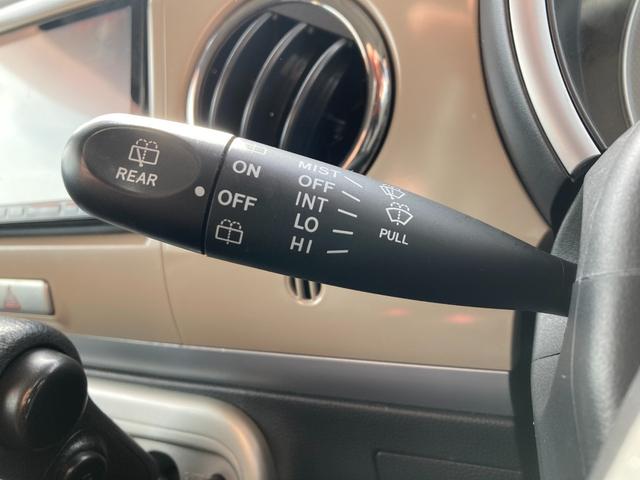 REAR
ON
OFF
MIST
OFF
INT
LO
HI
PULL